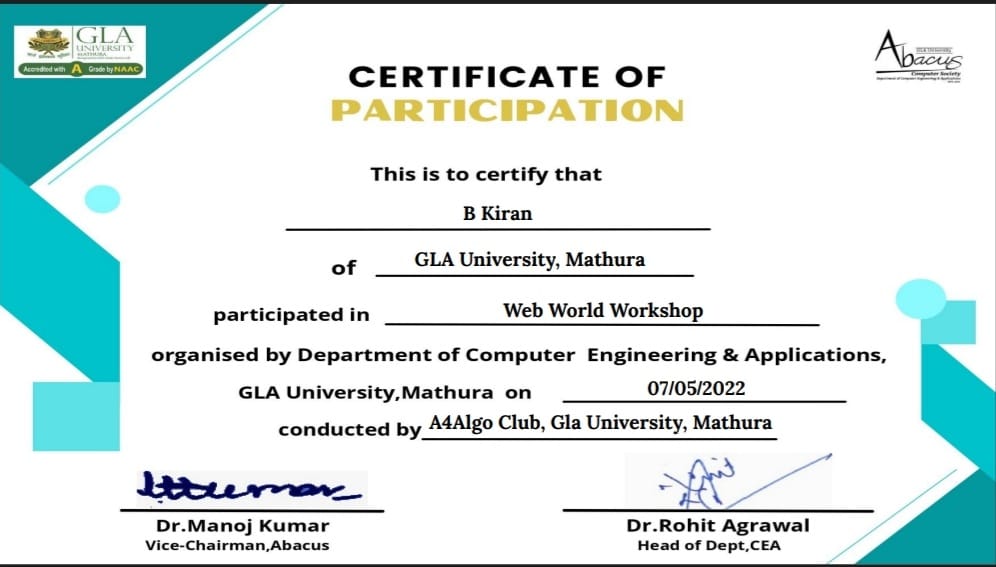 GLA
UNIVERSITY
MATHURA
Accredited with A Grade by NAAC
Abacus
GLA University
Computer Society
Department of Computer Engineering & Applications
CERTIFICATE OF
PARTICIPATION
This is to certify that
B Kiran
of GLA University, Mathura
participated in Web World Workshop
organised by Department of Computer Engineering & Applications,
GLA University,Mathura on 07/05/2022
conducted by A4Algo Club, Gla University, Mathura
Dr.Manoj Kumar
Vice-Chairman,Abacus
Dr.Rohit Agrawal
Head of Dept,CEA